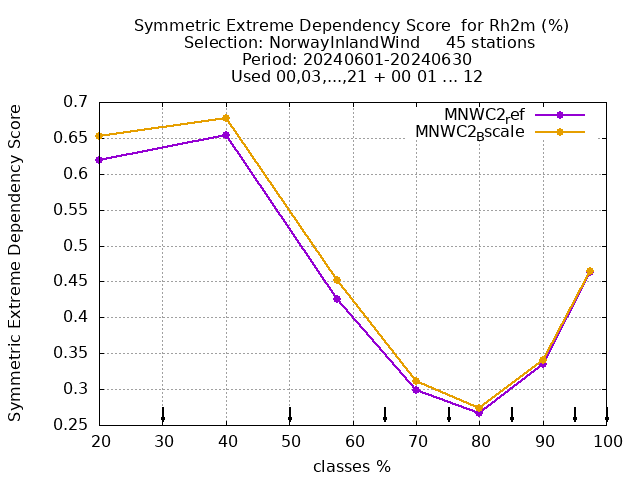 Symmetric Extreme Dependency Score  for Rh2m (%)
Selection: NorwayInlandWind     45 stations
Period: 20240601-20240630
Used 00,03,...,21 + 00 01 ... 12
MNWC2ref
MNWC2Bscale
Symmetric Extreme Dependency Score
0.7
0.65
0.6
0.55
0.5
0.45
0.4
0.35
0.3
0.25
20 30 40 50 60 70 80 90 100
classes %